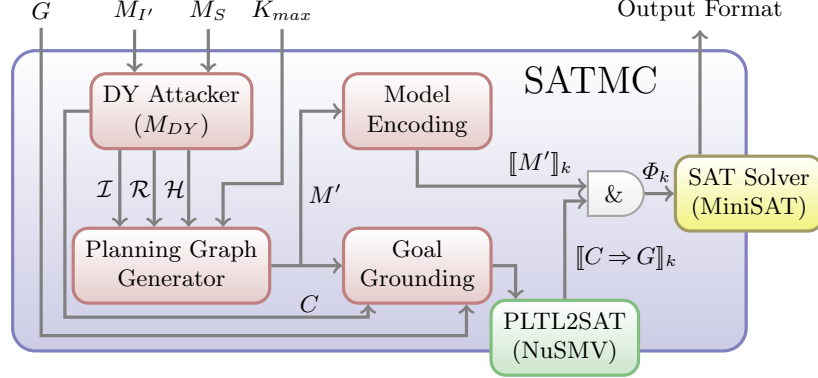 G M_{I'} M_S K_{max} Output Format
SATMC
DY Attacker
(M_{DY})
Model
Encoding
ℐ ℛ ℋ
M'
⟦M'⟧_k
&
Φ_k
SAT Solver
(MiniSAT)
Planning Graph
Generator
Goal
Grounding
⟦C ⇒ G⟧_k
C
PLTL2SAT
(NuSMV)